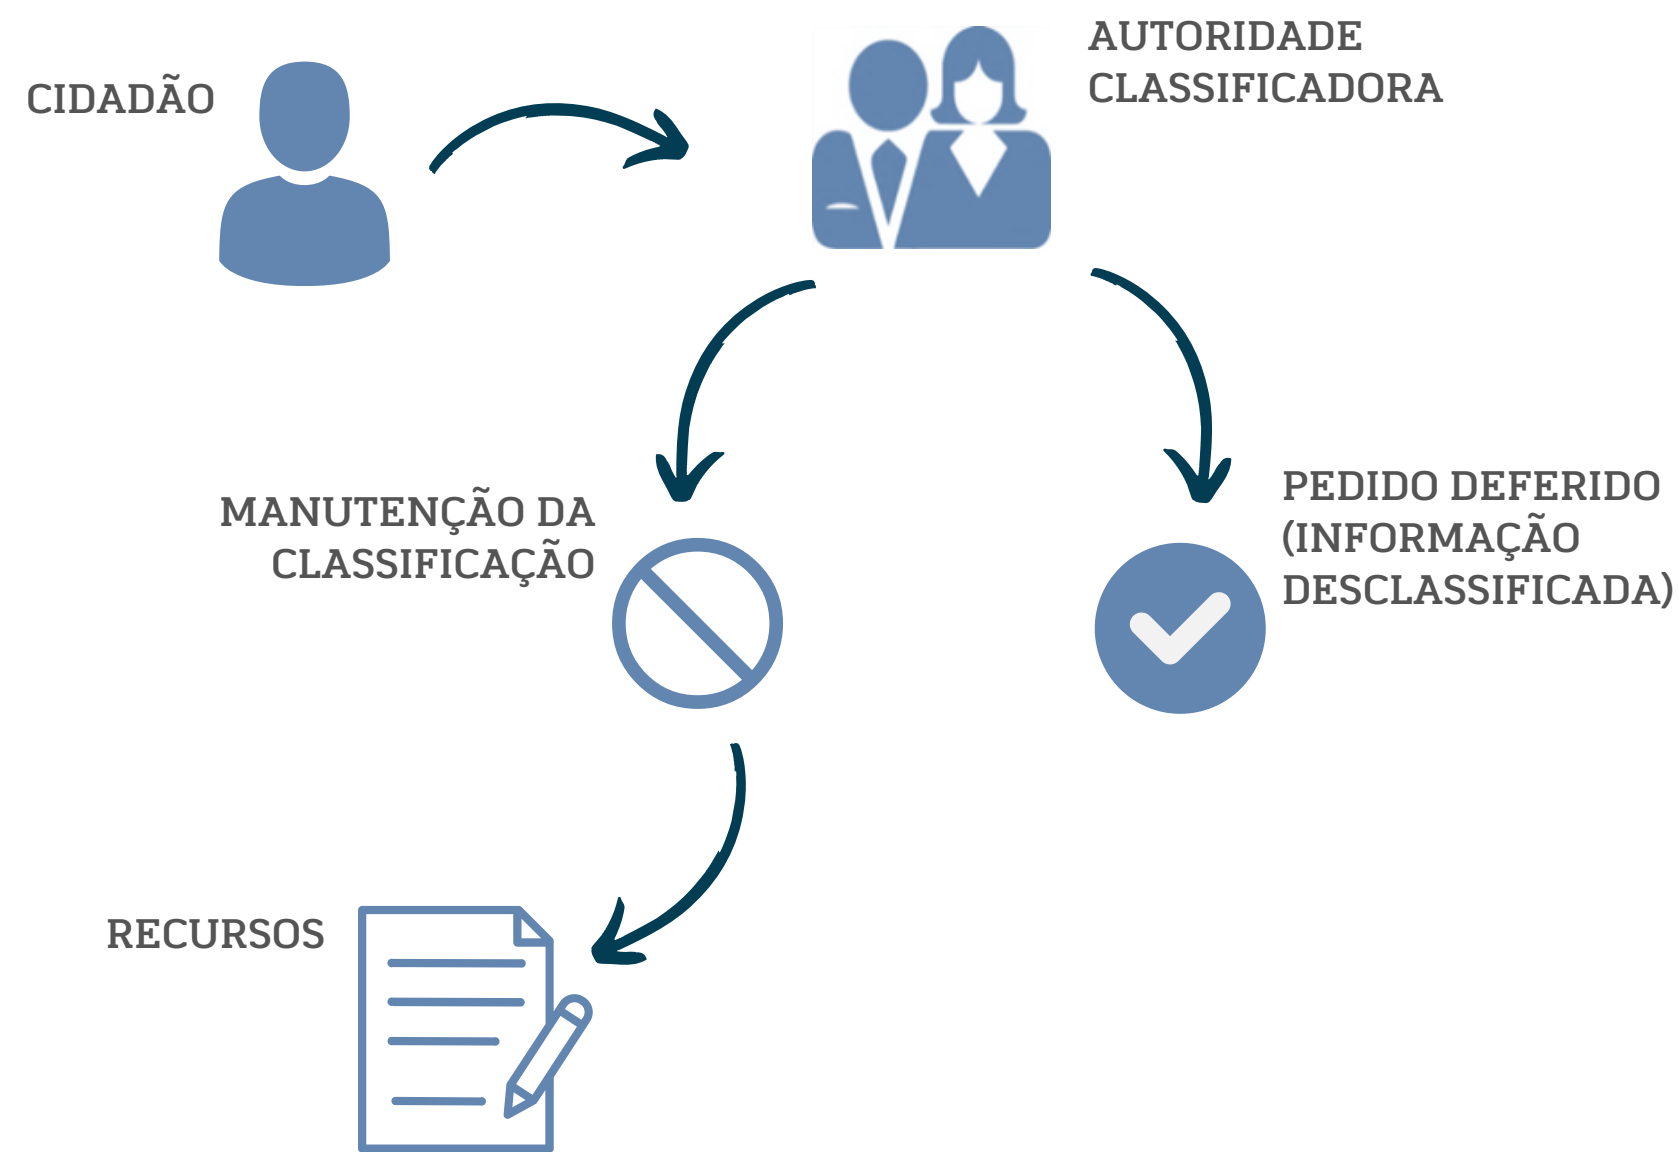 CIDADÃO
AUTORIDADE
CLASSIFICADORA
MANUTENÇÃO DA
CLASSIFICAÇÃO
PEDIDO DEFERIDO
(INFORMAÇÃO
DESCLASSIFICADA)
RECURSOS